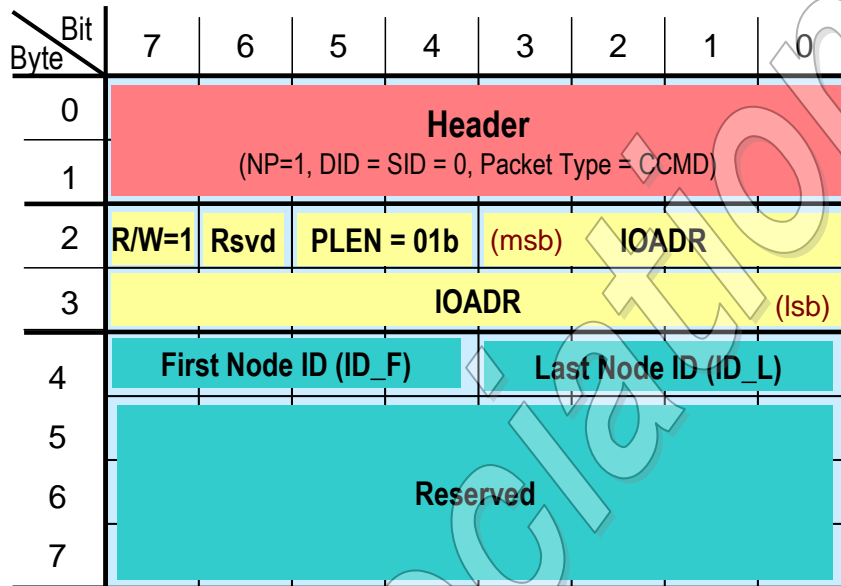 Bit
Byte 7 6 5 4 3 2 1 0
0
Header
1 (NP=1, DID = SID = 0, Packet Type = CCMD)
2 R/W=1 Rsvd PLEN = 01b (msb) IOADR
3 IOADR (lsb)
4 First Node ID (ID_F) Last Node ID (ID_L)
5
6 Reserved
7